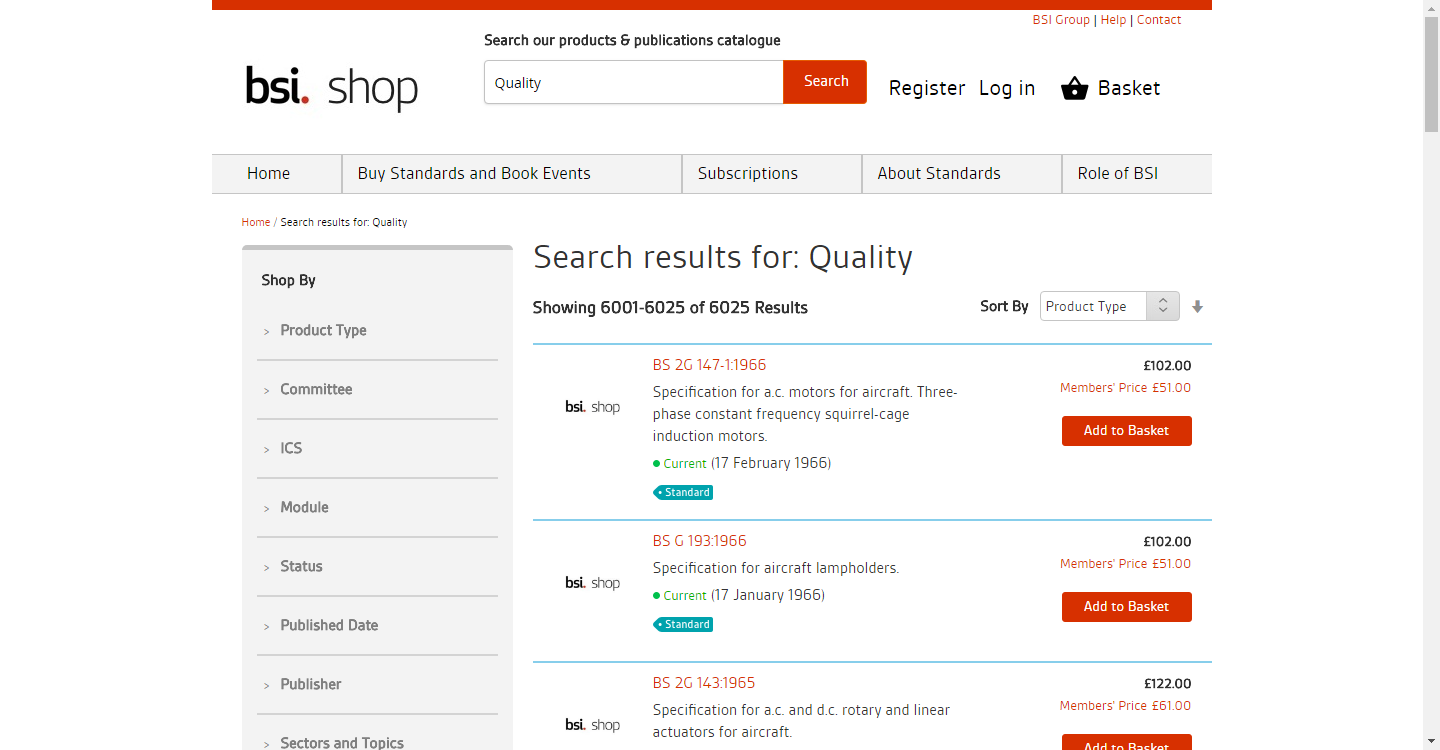 BSI Group | Help | Contact
Search our products & publications catalogue
bsi. shop
Quality
Search
Register Log in Basket
Home
Buy Standards and Book Events
Subscriptions
About Standards
Role of BSI
Home / Search results for: Quality
Shop By
> Product Type
> Committee
> ICS
> Module
> Status
> Published Date
> Publisher
> Sectors and Topics
Search results for: Quality
Showing 6001-6025 of 6025 Results
Sort By Product Type
bsi. shop
BS 2G 147-1:1966
Specification for a.c. motors for aircraft. Three-
phase constant frequency squirrel-cage
induction motors.
Current (17 February 1966)
Standard
£102.00
Members' Price £51.00
Add to Basket
bsi. shop
BS G 193:1966
Specification for aircraft lampholders.
Current (17 January 1966)
Standard
£102.00
Members' Price £51.00
Add to Basket
bsi. shop
BS 2G 143:1965
Specification for a.c. and d.c. rotary and linear
actuators for aircraft.
£122.00
Members' Price £61.00
Add to Basket